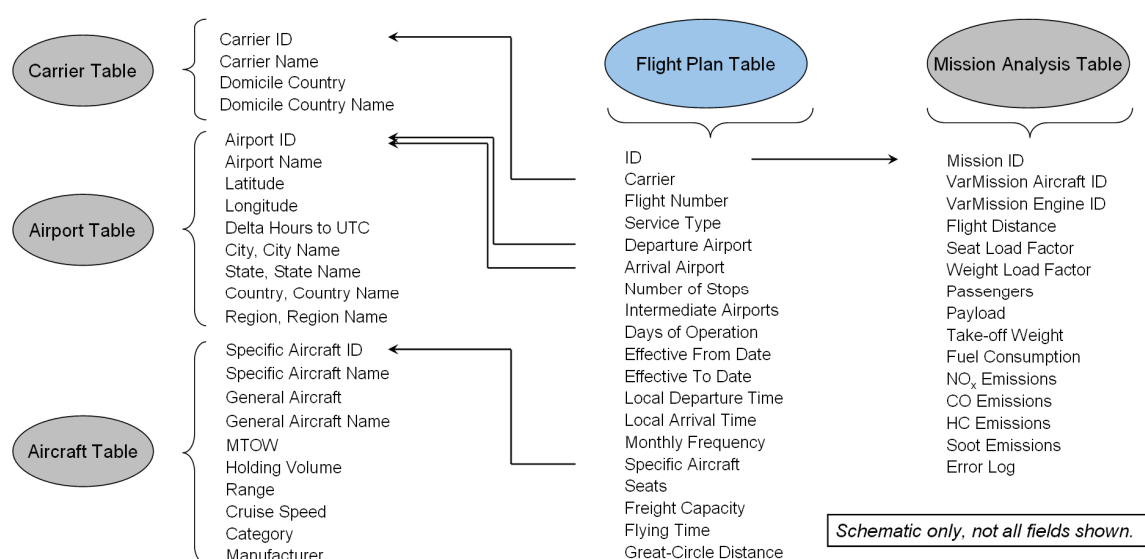 Carrier Table
Carrier ID
Carrier Name
Domicile Country
Domicile Country Name
Airport Table
Airport ID
Airport Name
Latitude
Longitude
Delta Hours to UTC
City, City Name
State, State Name
Country, Country Name
Region, Region Name
Aircraft Table
Specific Aircraft ID
Specific Aircraft Name
General Aircraft
General Aircraft Name
MTOW
Holding Volume
Range
Cruise Speed
Category
Manufacturer
Flight Plan Table
ID
Carrier
Flight Number
Service Type
Departure Airport
Arrival Airport
Number of Stops
Intermediate Airports
Days of Operation
Effective From Date
Effective To Date
Local Departure Time
Local Arrival Time
Monthly Frequency
Specific Aircraft
Seats
Freight Capacity
Flying Time
Great-Circle Distance
Mission Analysis Table
Mission ID
VarMission Aircraft ID
VarMission Engine ID
Flight Distance
Seat Load Factor
Weight Load Factor
Passengers
Payload
Take-off Weight
Fuel Consumption
NOx Emissions
CO Emissions
HC Emissions
Soot Emissions
Error Log
Schematic only, not all fields shown.